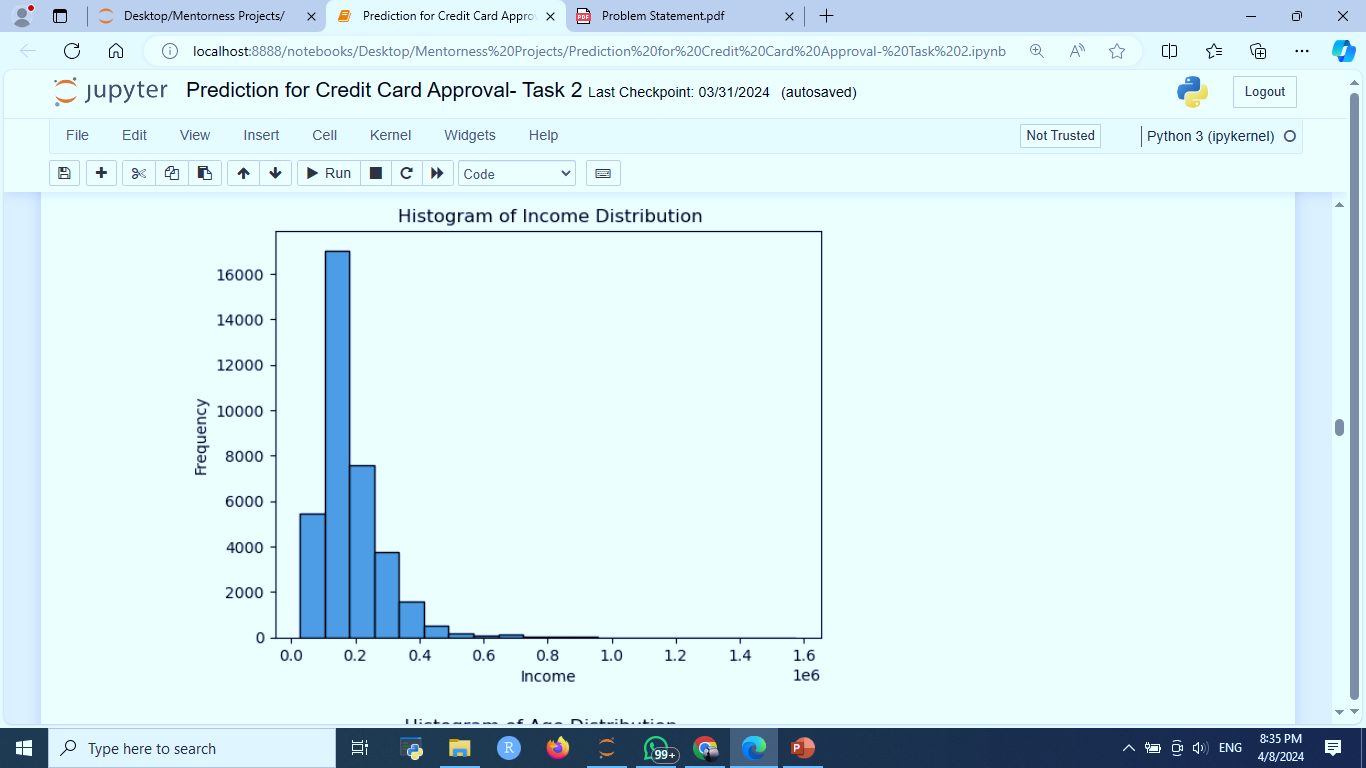 Desktop/Mentorness Projects/
Prediction for Credit Card Appro
PDF
Problem Statement.pdf
localhost:8888/notebooks/Desktop/Mentorness%20Projects/Prediction%20for%20Credit%20Card%20Approval-%20Task%202.ipynb
jupyter
Prediction for Credit Card Approval- Task 2 Last Checkpoint: 03/31/2024 (autosaved)
Logout
File Edit View Insert Cell Kernel Widgets Help
Not Trusted
Python 3 (ipykernel)
Run
Code
Histogram of Income Distribution
16000
14000
12000
10000
8000
6000
4000
2000
0
Frequency
0.0 0.2 0.4 0.6 0.8 1.0 1.2 1.4 1.6
Income
1e6
Histogram of Age Distribution
Type here to search
R
99+
P
ENG
8:35 PM
4/8/2024